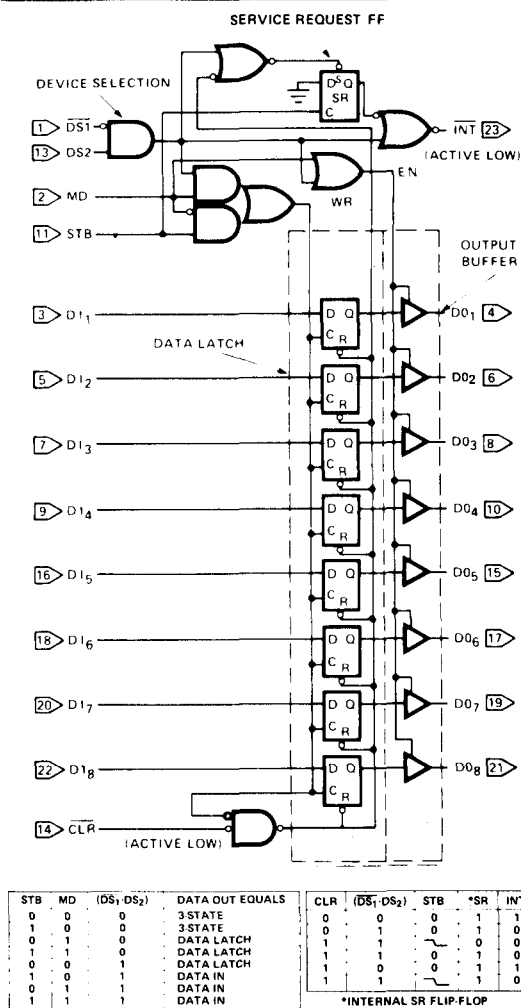 SERVICE REQUEST FF
DEVICE SELECTION
D S Q
SR
C
1 DS1
13 DS2
INT 23
(ACTIVE LOW)
2 MD
EN
WR
11 STB
OUTPUT
BUFFER
3 DI1 D Q C R DO1 4
DATA LATCH
5 DI2 D Q C R DO2 6
7 DI3 D Q C R DO3 8
9 DI4 D Q C R DO4 10
16 DI5 D Q C R DO5 15
18 DI6 D Q C R DO6 17
20 DI7 D Q C R DO7 19
22 DI8 D Q C R DO8 21
14 CLR
(ACTIVE LOW)
STB MD (DS1·DS2) DATA OUT EQUALS
0 0 0 3-STATE
1 0 0 3-STATE
0 1 0 DATA LATCH
1 1 0 DATA LATCH
0 0 1 DATA LATCH
1 0 1 DATA IN
0 1 1 DATA IN
1 1 1 DATA IN
CLR (DS1·DS2) STB *SR
0 0 0 1 1
0 1 0 1 0
1 1 0 0
1 1 0 1 0
1 0 0 1 1
1 1 1 0
*INTERNAL SR FLIP-FLOP